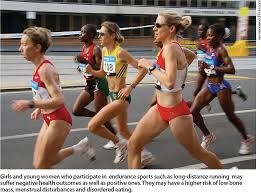 118
Girls and young women who participate in endurance sports such as long-distance running may
suffer negative health outcomes as well as positive ones. They may have a higher risk of low bone
mass, menstrual disturbances and disordered eating.